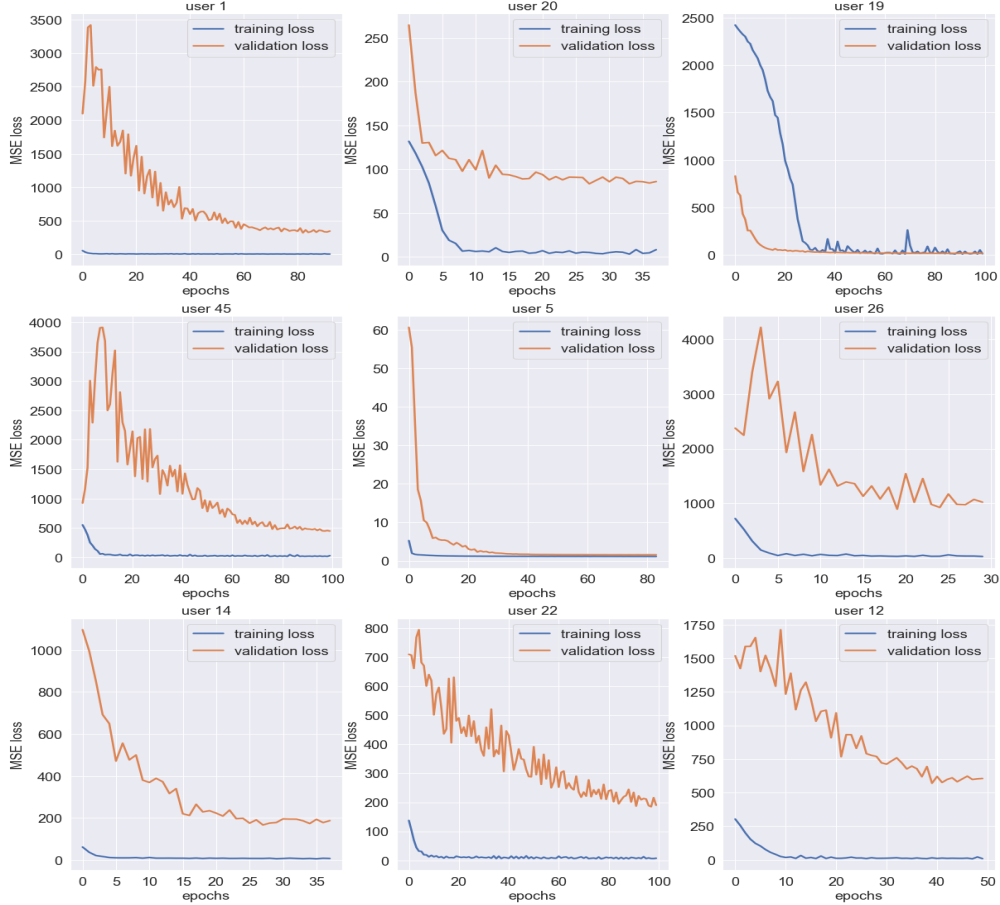 user 1
training loss
validation loss
MSE loss
3500
3000
2500
2000
1500
1000
500
0
0 20 40 60 80
epochs
user 20
training loss
validation loss
MSE loss
250
200
150
100
50
0
0 5 10 15 20 25 30 35
epochs
user 19
training loss
validation loss
MSE loss
2500
2000
1500
1000
500
0
0 20 40 60 80 100
epochs
user 45
training loss
validation loss
MSE loss
4000
3500
3000
2500
2000
1500
1000
500
0
0 20 40 60 80 100
epochs
user 5
training loss
validation loss
MSE loss
60
50
40
30
20
10
0
0 20 40 60 80
epochs
user 26
training loss
validation loss
MSE loss
4000
3000
2000
1000
0
0 5 10 15 20 25 30
epochs
user 14
training loss
validation loss
MSE loss
1000
800
600
400
200
0
0 5 10 15 20 25 30 35
epochs
user 22
training loss
validation loss
MSE loss
800
700
600
500
400
300
200
100
0
0 20 40 60 80 100
epochs
user 12
training loss
validation loss
MSE loss
1750
1500
1250
1000
750
500
250
0
0 10 20 30 40 50
epochs